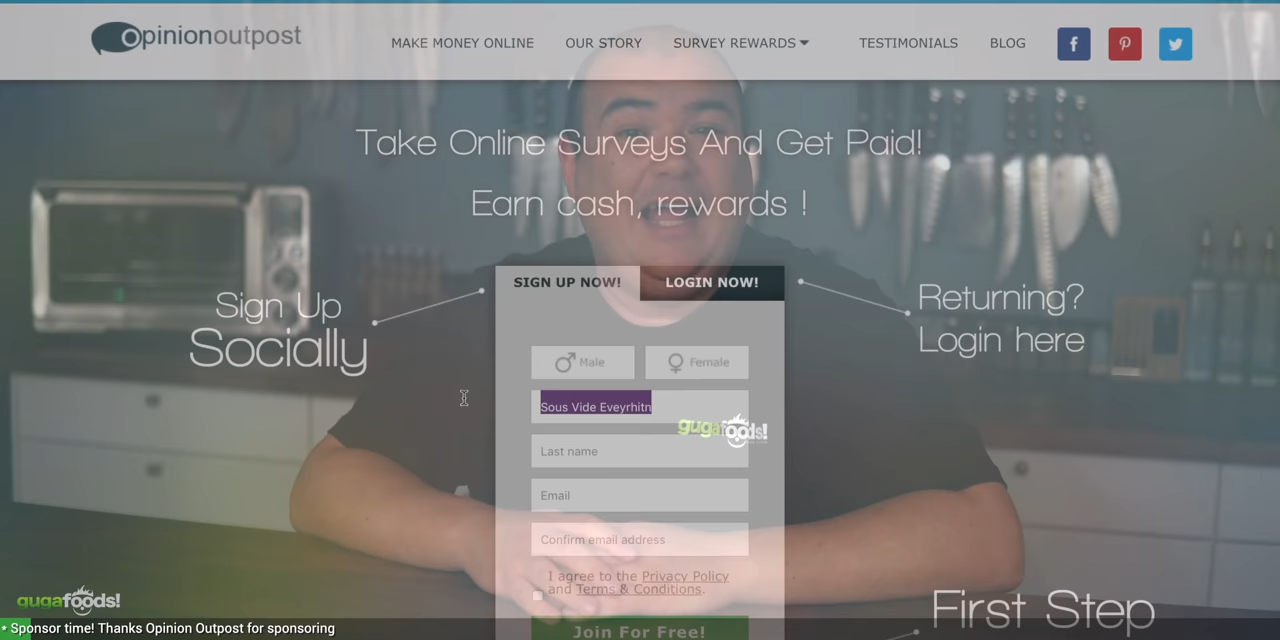 Opinionoutpost
MAKE MONEY ONLINE
OUR STORY
SURVEY REWARDS
TESTIMONIALS
BLOG
Take Online Surveys And Get Paid!
Earn cash, rewards !
SIGN UP NOW!
LOGIN NOW!
Sign Up
Socially
Returning?
Login here
Male
Female
Sous Vide Eveyrhitn
gugafoods!
Last name
Email
Confirm email address
I agree to the Privacy Policy
and Terms & Conditions.
Join For Free!
First Step
gugafoods!
* Sponsor time! Thanks Opinion Outpost for sponsoring